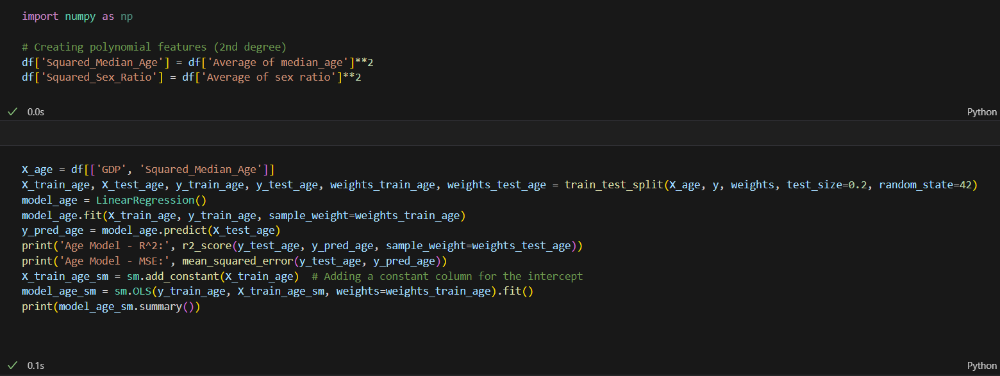 import numpy as np
# Creating polynomial features (2nd degree)
df['Squared_Median_Age'] = df['Average of median_age']**2
df['Squared_Sex_Ratio'] = df['Average of sex ratio']**2
0.0s
Python
X_age = df[['GDP', 'Squared_Median_Age']]
X_train_age, X_test_age, y_train_age, y_test_age, weights_train_age, weights_test_age = train_test_split(X_age, y, weights, test_size=0.2, random_state=42)
model_age = LinearRegression()
model_age.fit(X_train_age, y_train_age, sample_weight=weights_train_age)
y_pred_age = model_age.predict(X_test_age)
print('Age Model - R^2:', r2_score(y_test_age, y_pred_age, sample_weight=weights_test_age))
print('Age Model - MSE:', mean_squared_error(y_test_age, y_pred_age))
X_train_age_sm = sm.add_constant(X_train_age)  # Adding a constant column for the intercept
model_age_sm = sm.OLS(y_train_age, X_train_age_sm, weights=weights_train_age).fit()
print(model_age_sm.summary())
0.1s
Python